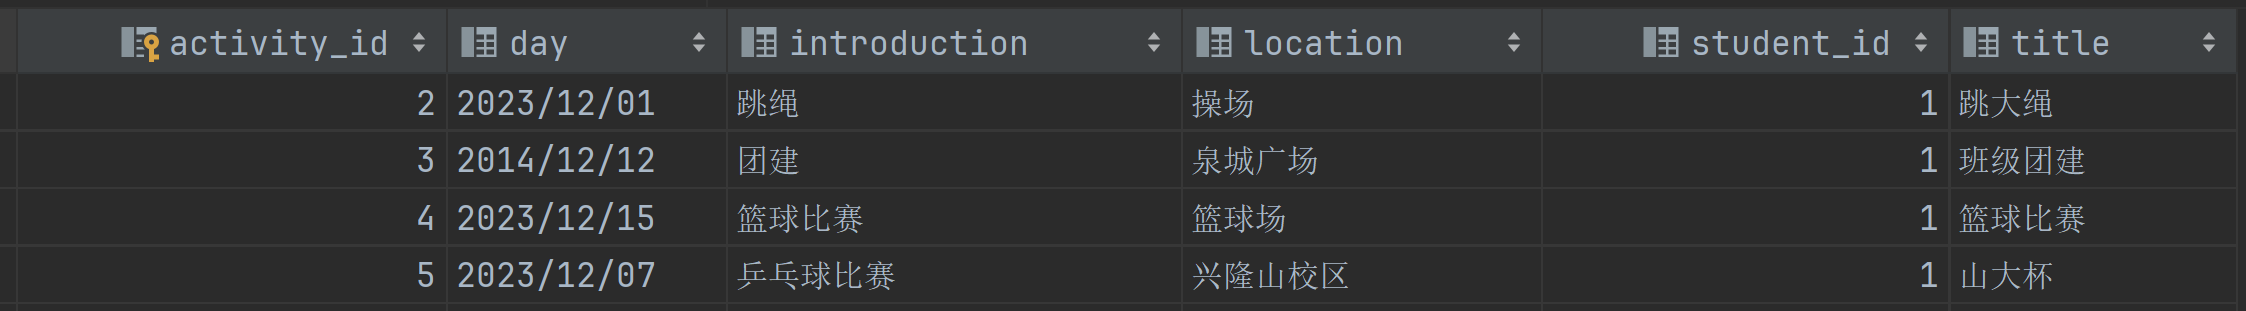 activity_id day introduction location student_id title
2 2023/12/01 跳绳 操场 1 跳大绳
3 2014/12/12 团建 泉城广场 1 班级团建
4 2023/12/15 篮球比赛 篮球场 1 篮球比赛
5 2023/12/07 乒乓球比赛 兴隆山校区 1 山大杯